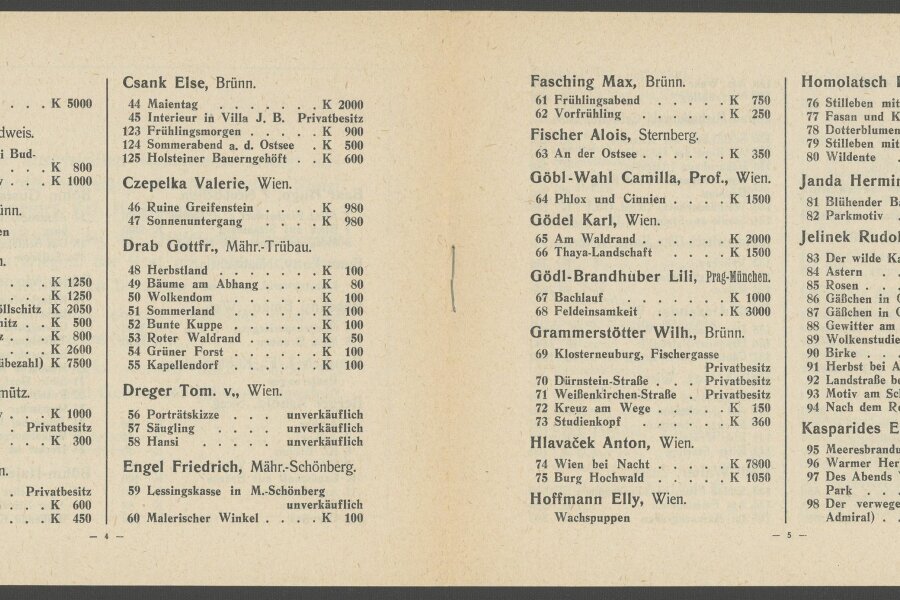 . . . K 5000
dweis.
i Bud-
. . . K 800
. . . K 1000
nn.
en
n.
. . . . K 1250
. . . . K 1250
öllschitz K 2050
nitz . . . K 500
z . . . K 800
. . . . K 2600
übezahl) K 7500
mütz.
. . . K 1000
Privatbesitz
. . . K 300
n.
. . Privatbesitz
. . . . K 600
. . . . K 450
Csank Else, Brünn.
44 Maientag . . . . . . . K 2000
45 Interieur in Villa J. B. Privatbesitz
123 Frühlingsmorgen . . . . . K 900
124 Sommerabend a. d. Ostsee . K 500
125 Holsteiner Bauerngehöft . . K 600
Czepelka Valerie, Wien.
46 Ruine Greifenstein . . . . . K 980
47 Sonnenuntergang . . . . . K 980
Drab Gottfr., Mähr.-Trübau.
48 Herbstland . . . . . . . K 100
49 Bäume am Abhang . . . . . K 80
50 Wolkendom . . . . . . . K 100
51 Sommerland . . . . . . . K 100
52 Bunte Kuppe . . . . . . K 100
53 Roter Waldrand . . . . . K 50
54 Grüner Forst . . . . . . K 100
55 Kapellendorf . . . . . . K 100
Dreger Tom. v., Wien.
56 Porträtskizze . . . . unverkäuflich
57 Säugling . . . . . unverkäuflich
58 Hansi . . . . . unverkäuflich
Engel Friedrich, Mähr.-Schönberg.
59 Lessingskasse in M.-Schönberg
unverkäuflich
60 Malerischer Winkel . . . . K 100
— 4 —
Fasching Max, Brünn.
61 Frühlingsabend . . . . . K 750
62 Vorfrühling . . . . . . K 250
Fischer Alois, Sternberg.
63 An der Ostsee . . . . . K 350
Göbl-Wahl Camilla, Prof., Wien.
64 Phlox und Cinnien . . . . K 1500
Gödel Karl, Wien.
65 Am Waldrand . . . . . . K 2000
66 Thaya-Landschaft . . . . K 1500
Gödl-Brandhuber Lili, Prag-München.
67 Bachlauf . . . . . . . K 1000
68 Feldeinsamkeit . . . . . K 3000
Grammerstötter Wilh., Brünn.
69 Klosterneuburg, Fischergasse
Privatbesitz
70 Dürnstein-Straße . . . Privatbesitz
71 Weißenkirchen-Straße . Privatbesitz
72 Kreuz am Wege . . . . . K 150
73 Studienkopf . . . . . . K 360
Hlavaček Anton, Wien.
74 Wien bei Nacht . . . . . K 7800
75 Burg Hochwald . . . . . K 1050
Hoffmann Elly, Wien.
Wachspuppen
— 5 —
Homolatsch
76 Stilleben mit
77 Fasan und K
78 Dotterblumen
79 Stilleben mit
80 Wildente
Janda Hermi
81 Blühender Ba
82 Parkmotiv .
Jelinek Rudol
83 Der wilde Ka
84 Astern . .
85 Rosen . .
86 Gäßchen in
87 Gäßchen in
88 Gewitter am
89 Wolkenstudie
90 Birke . .
91 Herbst bei A
92 Landstraße b
93 Motiv am Sc
94 Nach dem Re
Kasparides E
95 Meeresbrandu
96 Warmer Her
97 Des Abends
Park . . .
98 Der verwege
Admiral) . .